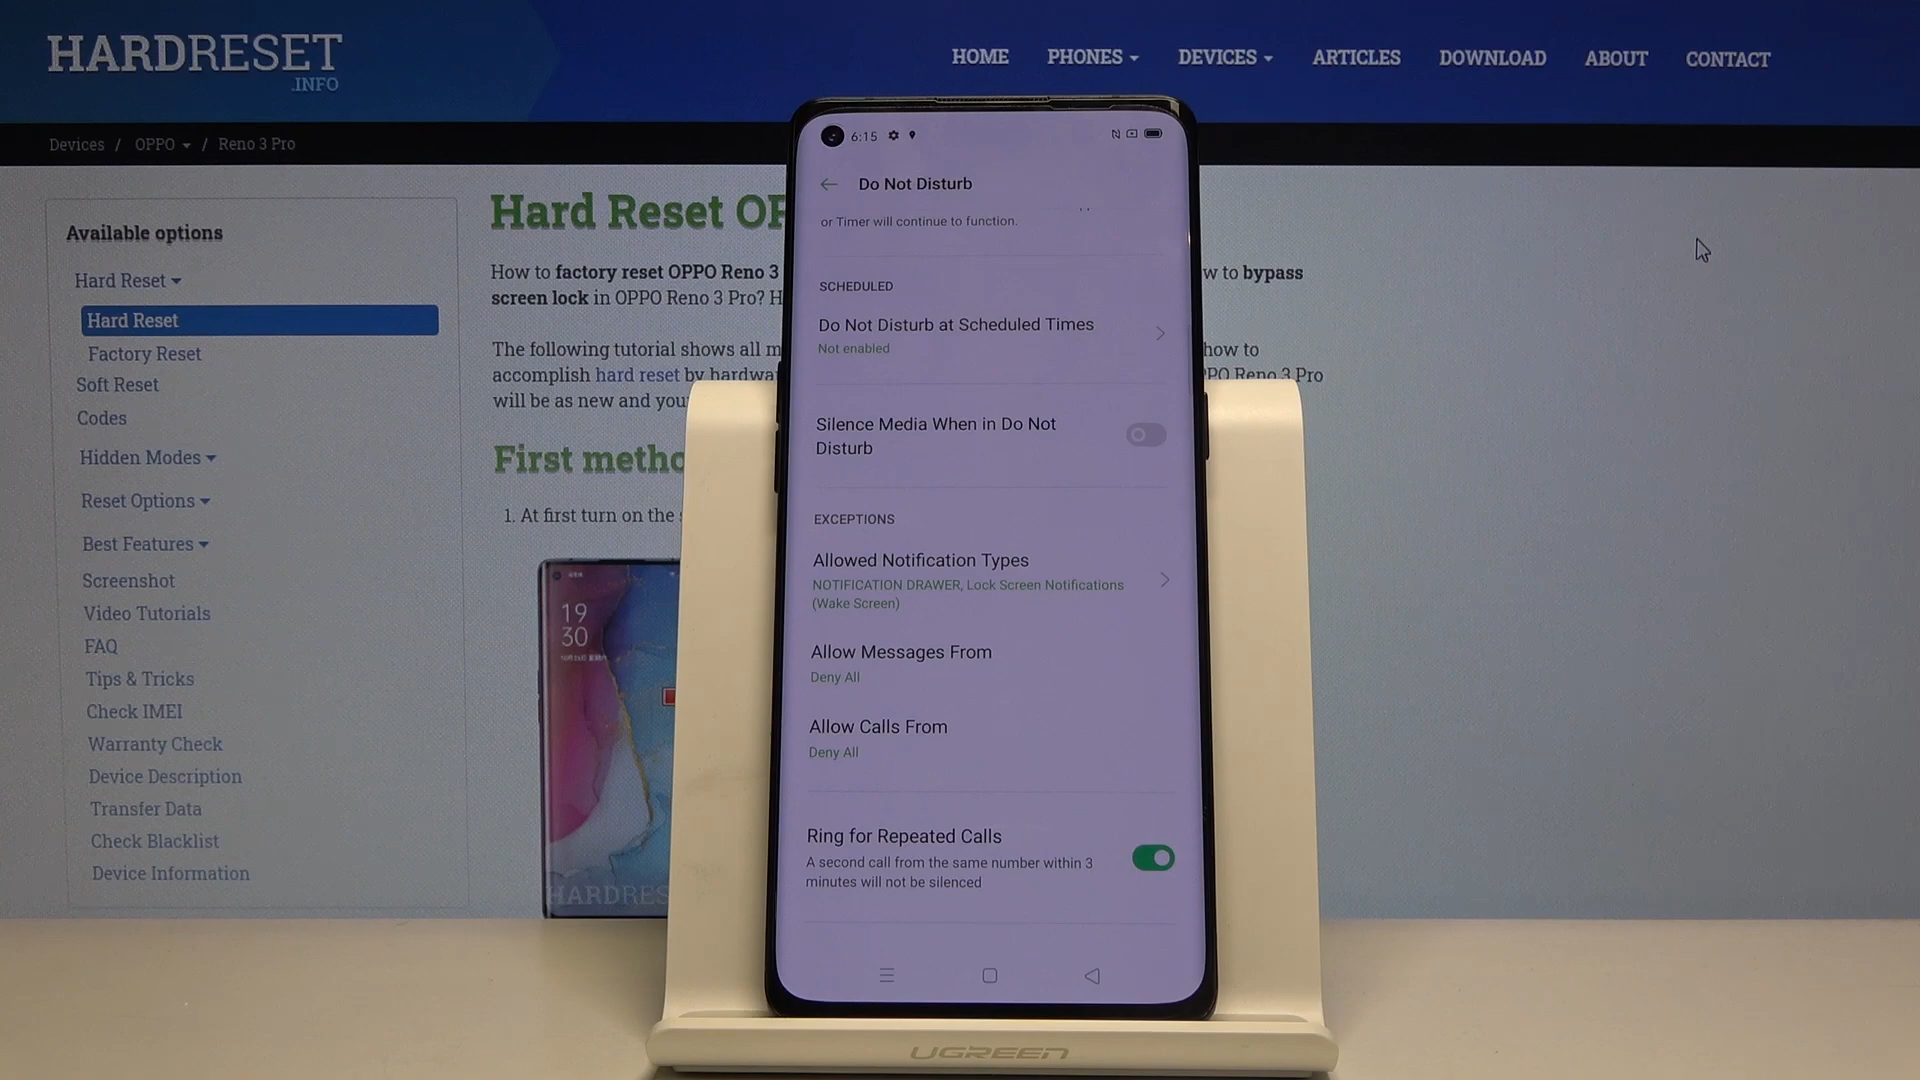 HARDRESET
.INFO
HOME PHONES DEVICES ARTICLES DOWNLOAD ABOUT CONTACT
Devices / OPPO / Reno 3 Pro
Available options
Hard Reset
Hard Reset
Factory Reset
Soft Reset
Codes
Hidden Modes
Reset Options
Best Features
Screenshot
Video Tutorials
FAQ
Tips & Tricks
Check IMEI
Warranty Check
Device Description
Transfer Data
Check Blacklist
Device Information
Hard Reset OP
How to factory reset OPPO Reno 3
w to bypass
screen lock in OPPO Reno 3 Pro? H
The following tutorial shows all m
how to
accomplish hard reset by hardwa
PO Reno 3 Pro
will be as new and you
First metho
1. At first turn on the
19
30
HARDRES
6:15
Do Not Disturb
or Timer will continue to function.
SCHEDULED
Do Not Disturb at Scheduled Times
Not enabled
Silence Media When in Do Not
Disturb
EXCEPTIONS
Allowed Notification Types
NOTIFICATION DRAWER, Lock Screen Notifications
(Wake Screen)
Allow Messages From
Deny All
Allow Calls From
Deny All
Ring for Repeated Calls
A second call from the same number within 3
minutes will not be silenced
UGREEN